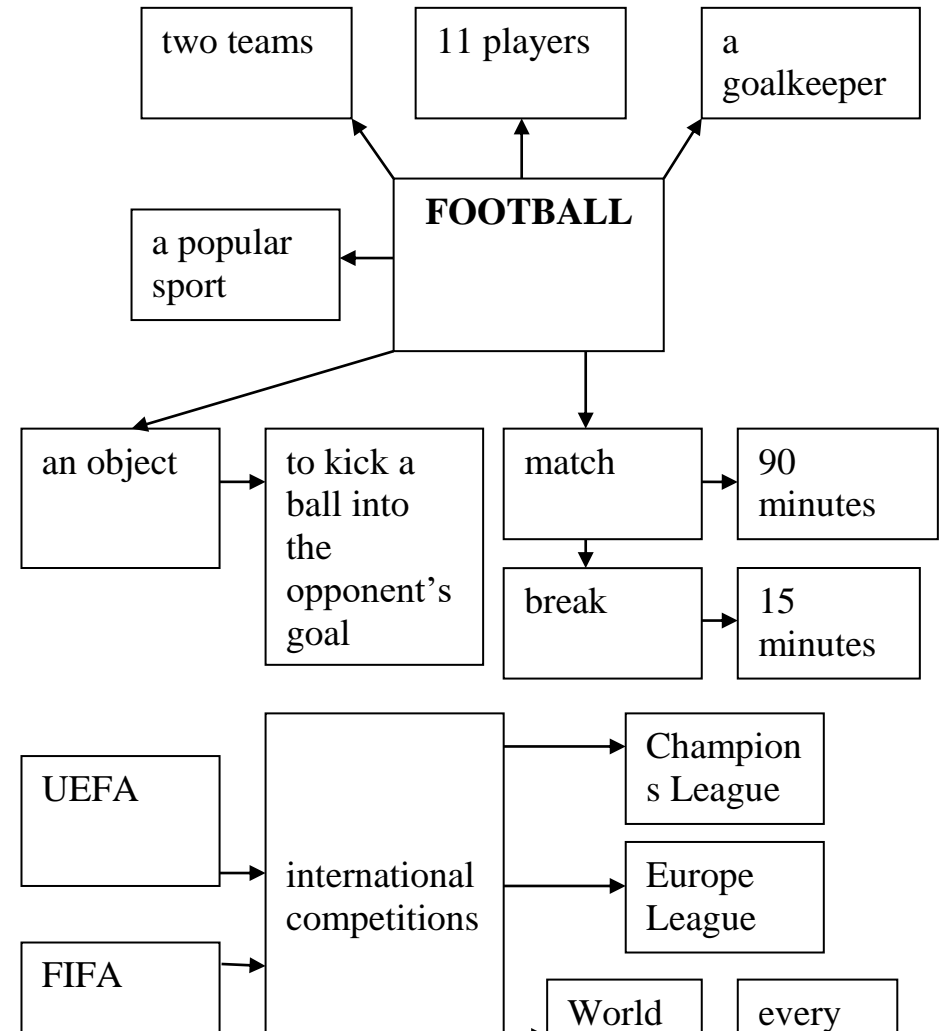 two teams
11 players
a
goalkeeper
FOOTBALL
a popular
sport
an object
to kick a
ball into
the
opponent’s
goal
match
90
minutes
break
15
minutes
UEFA
FIFA
international
competitions
Champion
s League
Europe
League
World
every